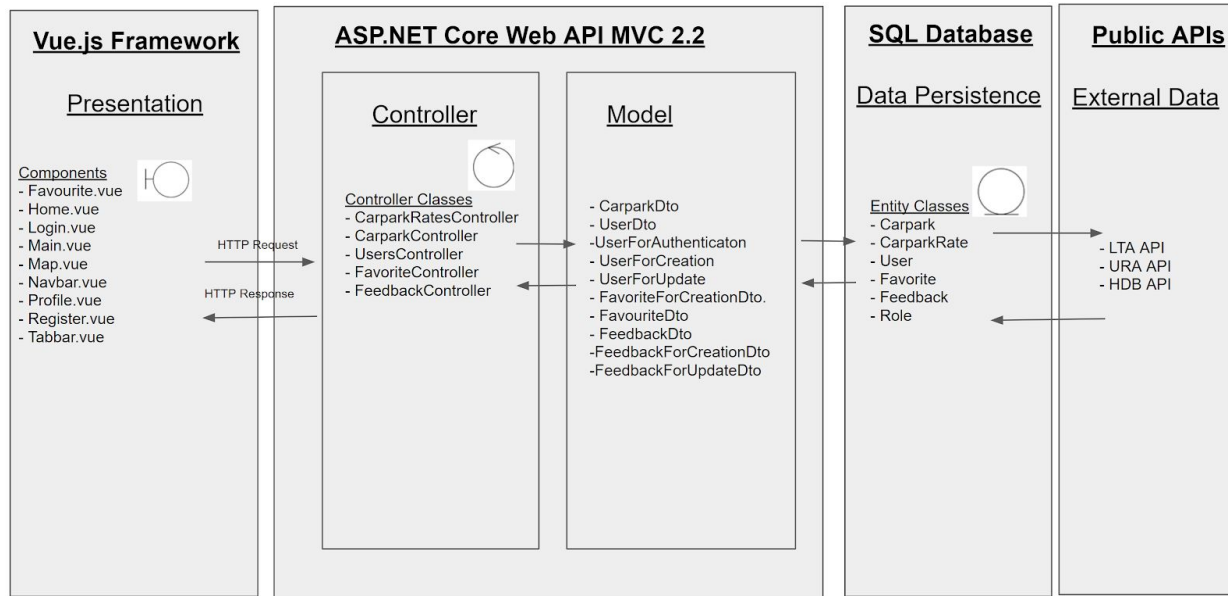 Vue.js Framework
Presentation
Components
- Favourite.vue
- Home.vue
- Login.vue
- Main.vue
- Map.vue
- Navbar.vue
- Profile.vue
- Register.vue
- Tabbar.vue
HTTP Request
HTTP Response
ASP.NET Core Web API MVC 2.2
Controller
Controller Classes
- CarparkRatesController
- CarparkController
- UsersController
- FavoriteController
- FeedbackController
Model
- CarparkDto
- UserDto
-UserForAuthenticaton
- UserForCreation
- UserForUpdate
- FavoriteForCreationDto.
- FavouriteDto
- FeedbackDto
-FeedbackForCreationDto
-FeedbackForUpdateDto
SQL Database
Data Persistence
Entity Classes
- Carpark
- CarparkRate
- User
- Favorite
- Feedback
- Role
Public APIs
External Data
- LTA API
- URA API
- HDB API